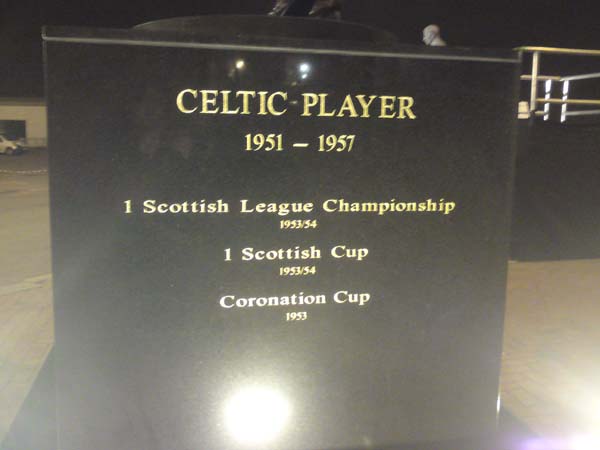 CELTIC PLAYER
1951 – 1957
1 Scottish League Championship
1953/54
1 Scottish Cup
1953/54
Coronation Cup
1953